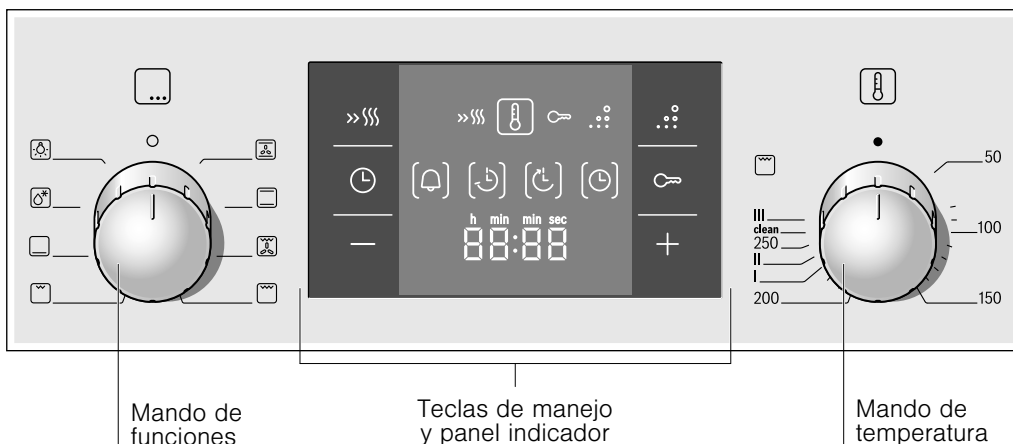 h min min sec
88:88
50
100
150
200
I
II
250
clean
III
Mando de
funciones
Teclas de manejo
y panel indicador
Mando de
temperatura